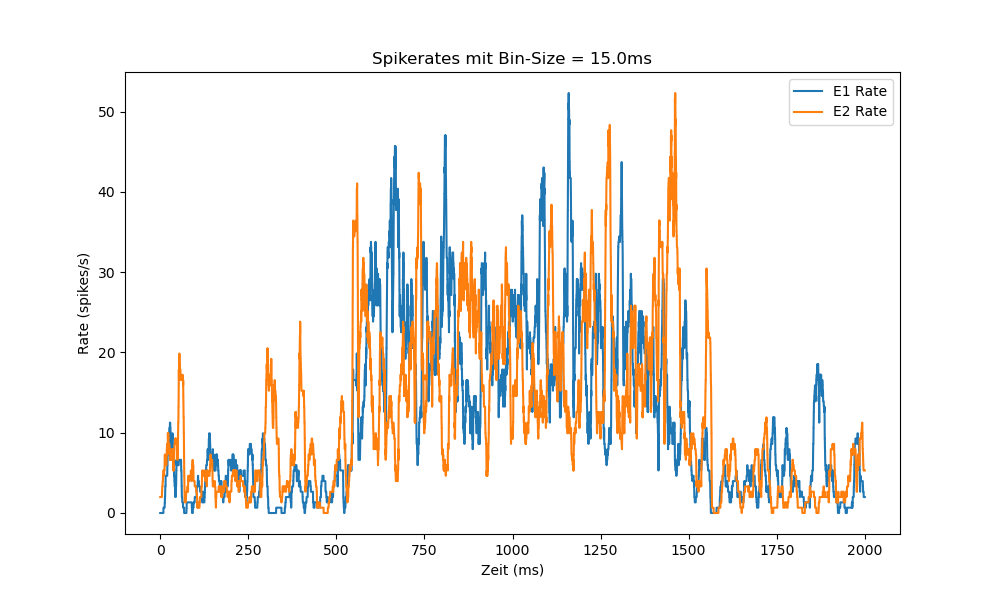 Spikerates mit Bin-Size = 15.0ms
E1 Rate
E2 Rate
50
40
30
20
10
0
Rate (spikes/s)
0 250 500 750 1000 1250 1500 1750 2000
Zeit (ms)